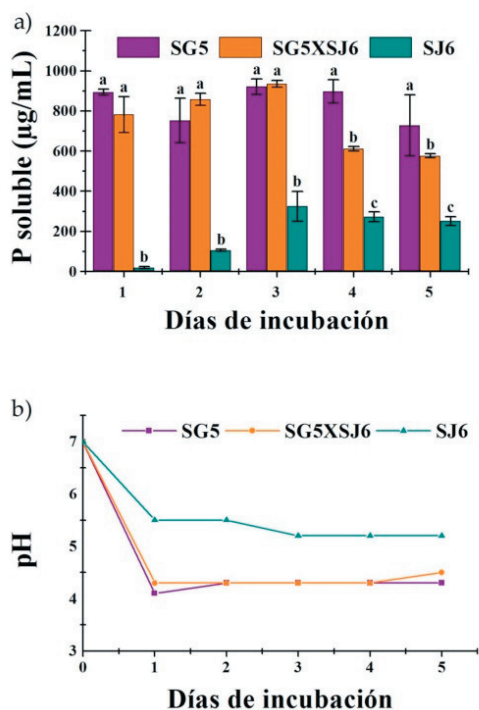 a)
1200
SG5 SG5XSJ6 SJ6
1000
800
600
400
200
0
P soluble (µg/mL)
a a b
a a b
a a b
a b c
a b c
1 2 3 4 5
Días de incubación
b)
SG5 SG5XSJ6 SJ6
7
6
5
4
3
pH
0 1 2 3 4 5
Días de incubación